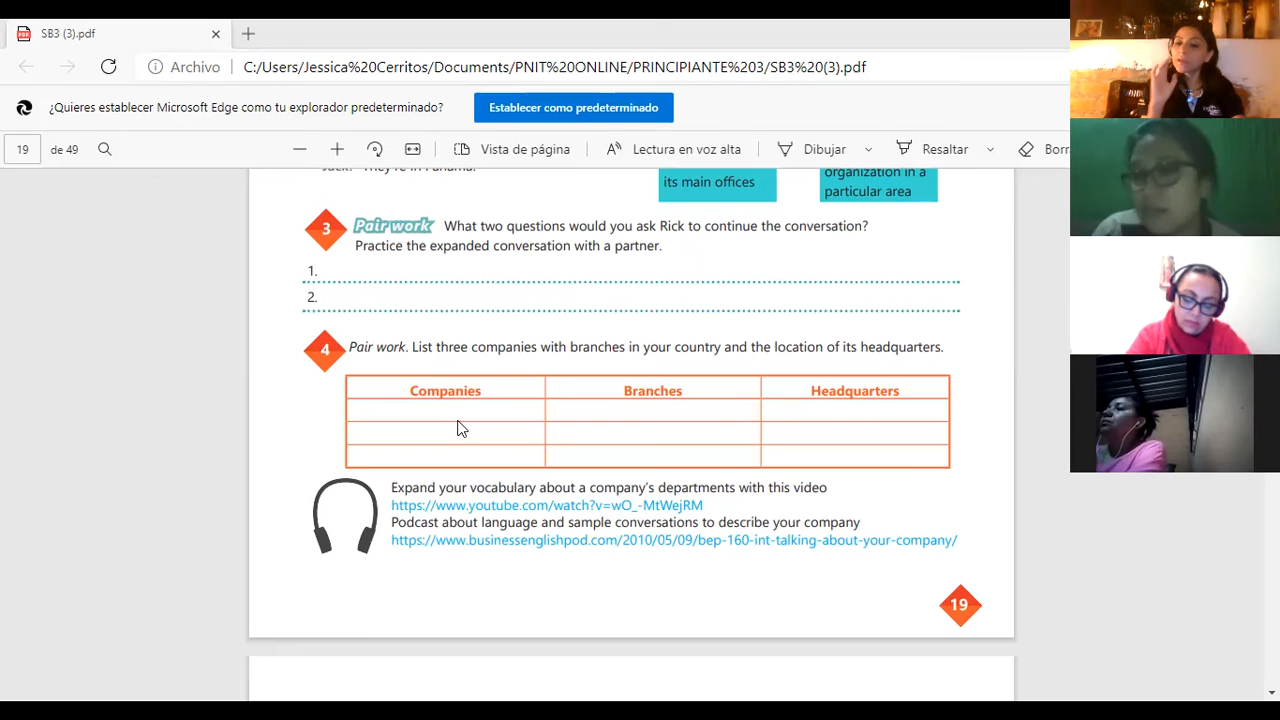 SB3 (3).pdf
Archivo
C:/Users/Jessica%20Cerritos/Documents/PNIT%20ONLINE/PRINCIPIANTE%203/SB3%20(3).pdf
¿Quieres establecer Microsoft Edge como tu explorador predeterminado?
Establecer como predeterminado
19 de 49
Vista de página
Lectura en voz alta
Dibujar
Resaltar
Borra
Jack: They're in Panama.
its main offices
organization in a
particular area
3 Pair work What two questions would you ask Rick to continue the conversation?
Practice the expanded conversation with a partner.
1.
2.
4 Pair work. List three companies with branches in your country and the location of its headquarters.
Companies Branches Headquarters
Expand your vocabulary about a company's departments with this video
https://www.youtube.com/watch?v=wO_-MtWejRM
Podcast about language and sample conversations to describe your company
https://www.businessenglishpod.com/2010/05/09/bep-160-int-talking-about-your-company/
19